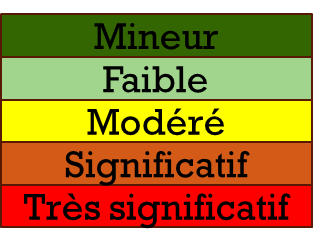 Mineur
Faible
Modéré
Significatif
Très significatif